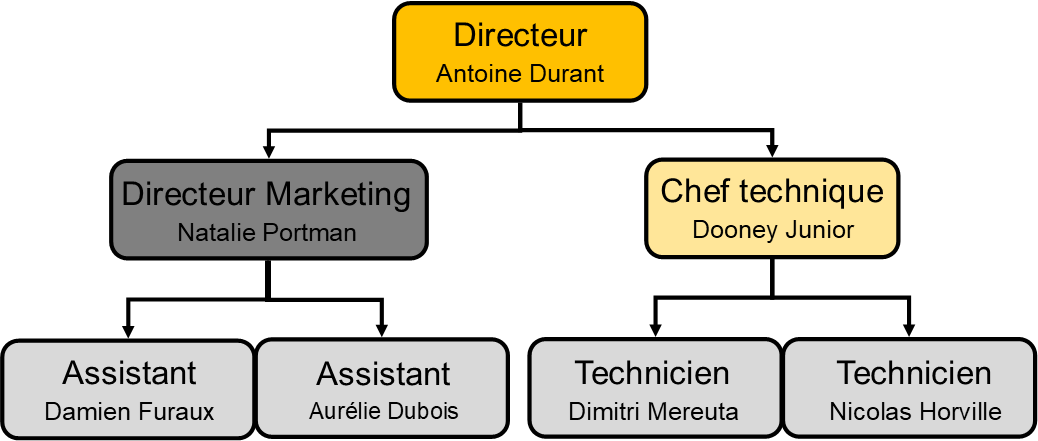 Directeur
Antoine Durant
Directeur Marketing
Natalie Portman
Chef technique
Dooney Junior
Assistant
Damien Furaux
Assistant
Aurélie Dubois
Technicien
Dimitri Mereuta
Technicien
Nicolas Horville